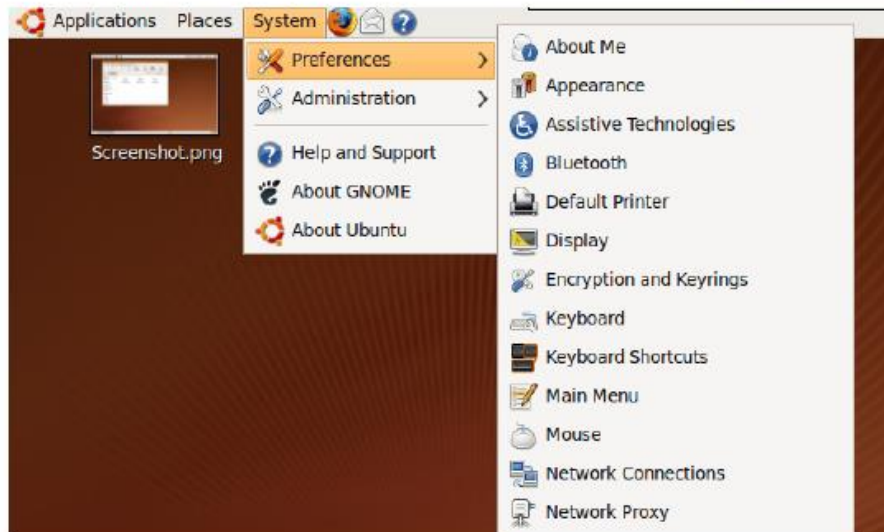 Applications Places System
Preferences
Administration
Help and Support
About GNOME
About Ubuntu
Screenshot.png
About Me
Appearance
Assistive Technologies
Bluetooth
Default Printer
Display
Encryption and Keyrings
Keyboard
Keyboard Shortcuts
Main Menu
Mouse
Network Connections
Network Proxy